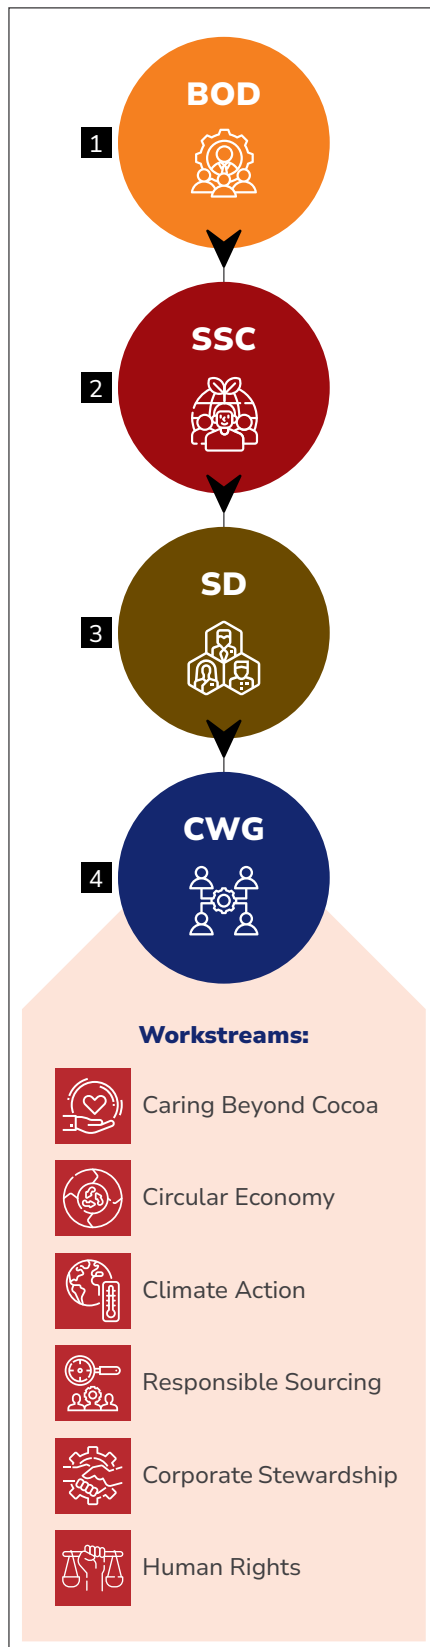 BOD
1
SSC
2
SD
3
CWG
4
Workstreams:
Caring Beyond Cocoa
Circular Economy
Climate Action
Responsible Sourcing
Corporate Stewardship
Human Rights